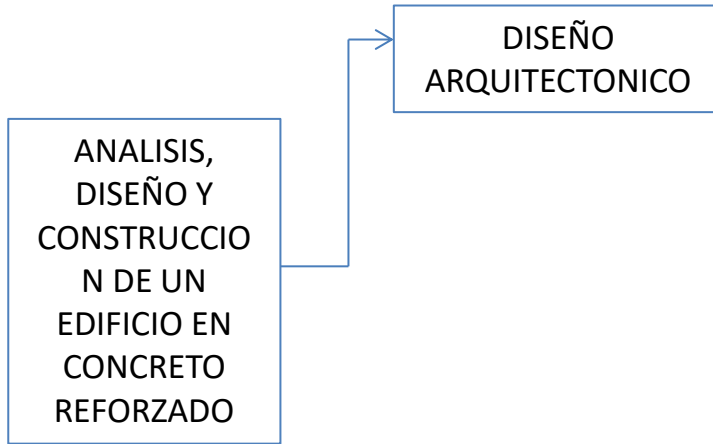 DISEÑO
ARQUITECTONICO
ANALISIS,
DISEÑO Y
CONSTRUCCIO
N DE UN
EDIFICIO EN
CONCRETO
REFORZADO